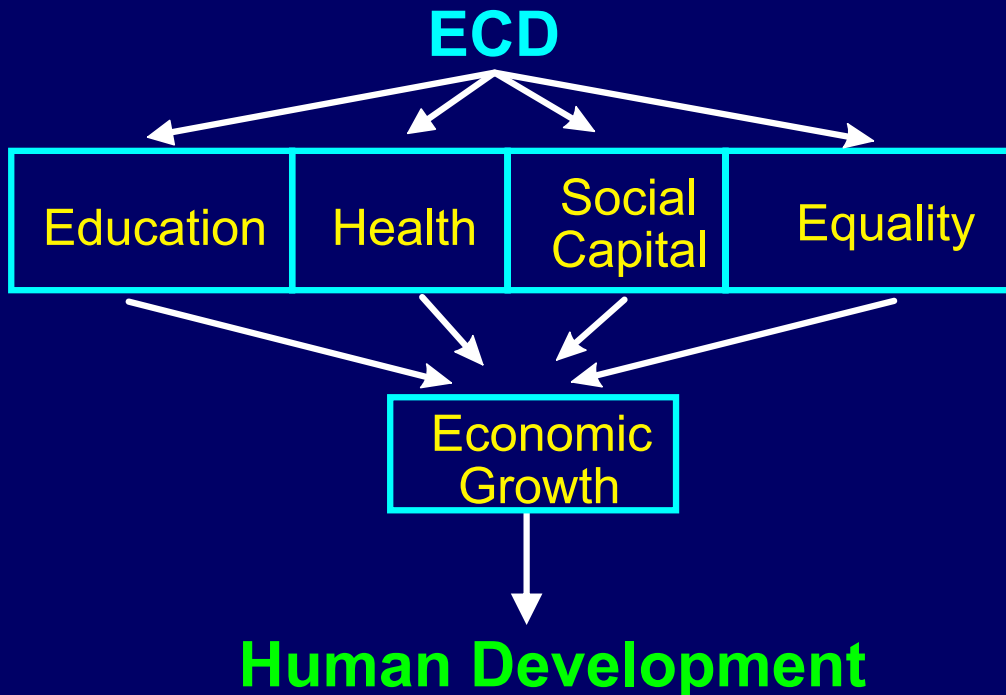 ECD
Education
Health
Social
Capital
Equality
Economic
Growth
Human Development